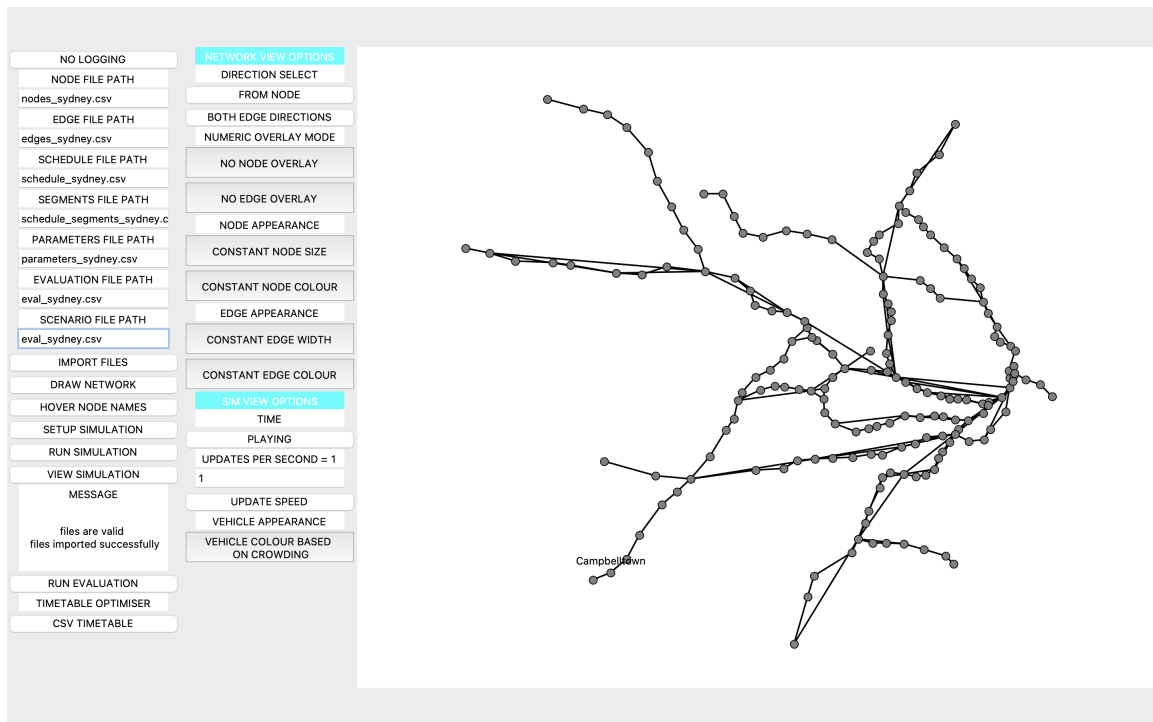 NO LOGGING
NODE FILE PATH
nodes_sydney.csv
EDGE FILE PATH
edges_sydney.csv
SCHEDULE FILE PATH
schedule_sydney.csv
SEGMENTS FILE PATH
schedule_segments_sydney.c
PARAMETERS FILE PATH
parameters_sydney.csv
EVALUATION FILE PATH
eval_sydney.csv
SCENARIO FILE PATH
eval_sydney.csv
IMPORT FILES
DRAW NETWORK
HOVER NODE NAMES
SETUP SIMULATION
RUN SIMULATION
VIEW SIMULATION
MESSAGE
files are valid
files imported successfully
RUN EVALUATION
TIMETABLE OPTIMISER
CSV TIMETABLE
NETWORK VIEW OPTIONS
DIRECTION SELECT
FROM NODE
BOTH EDGE DIRECTIONS
NUMERIC OVERLAY MODE
NO NODE OVERLAY
NO EDGE OVERLAY
NODE APPEARANCE
CONSTANT NODE SIZE
CONSTANT NODE COLOUR
EDGE APPEARANCE
CONSTANT EDGE WIDTH
CONSTANT EDGE COLOUR
SIM VIEW OPTIONS
TIME
PLAYING
UPDATES PER SECOND = 1
1
UPDATE SPEED
VEHICLE APPEARANCE
VEHICLE COLOUR BASED
ON CROWDING
Campbelltown